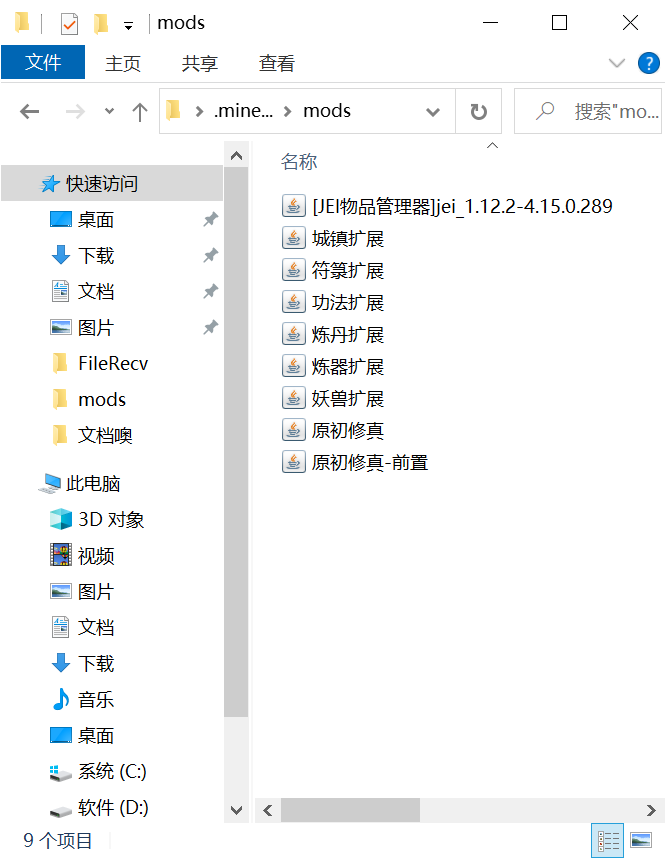 mods
文件 主页 共享 查看
.mine... mods 搜索"mo...
快速访问
桌面
下载
文档
图片
FileRecv
mods
文档噢
此电脑
3D 对象
视频
图片
文档
下载
音乐
桌面
系统 (C:)
软件 (D:)
名称
[JEI物品管理器]jei_1.12.2-4.15.0.289
城镇扩展
符箓扩展
功法扩展
炼丹扩展
炼器扩展
妖兽扩展
原初修真
原初修真-前置
9 个项目